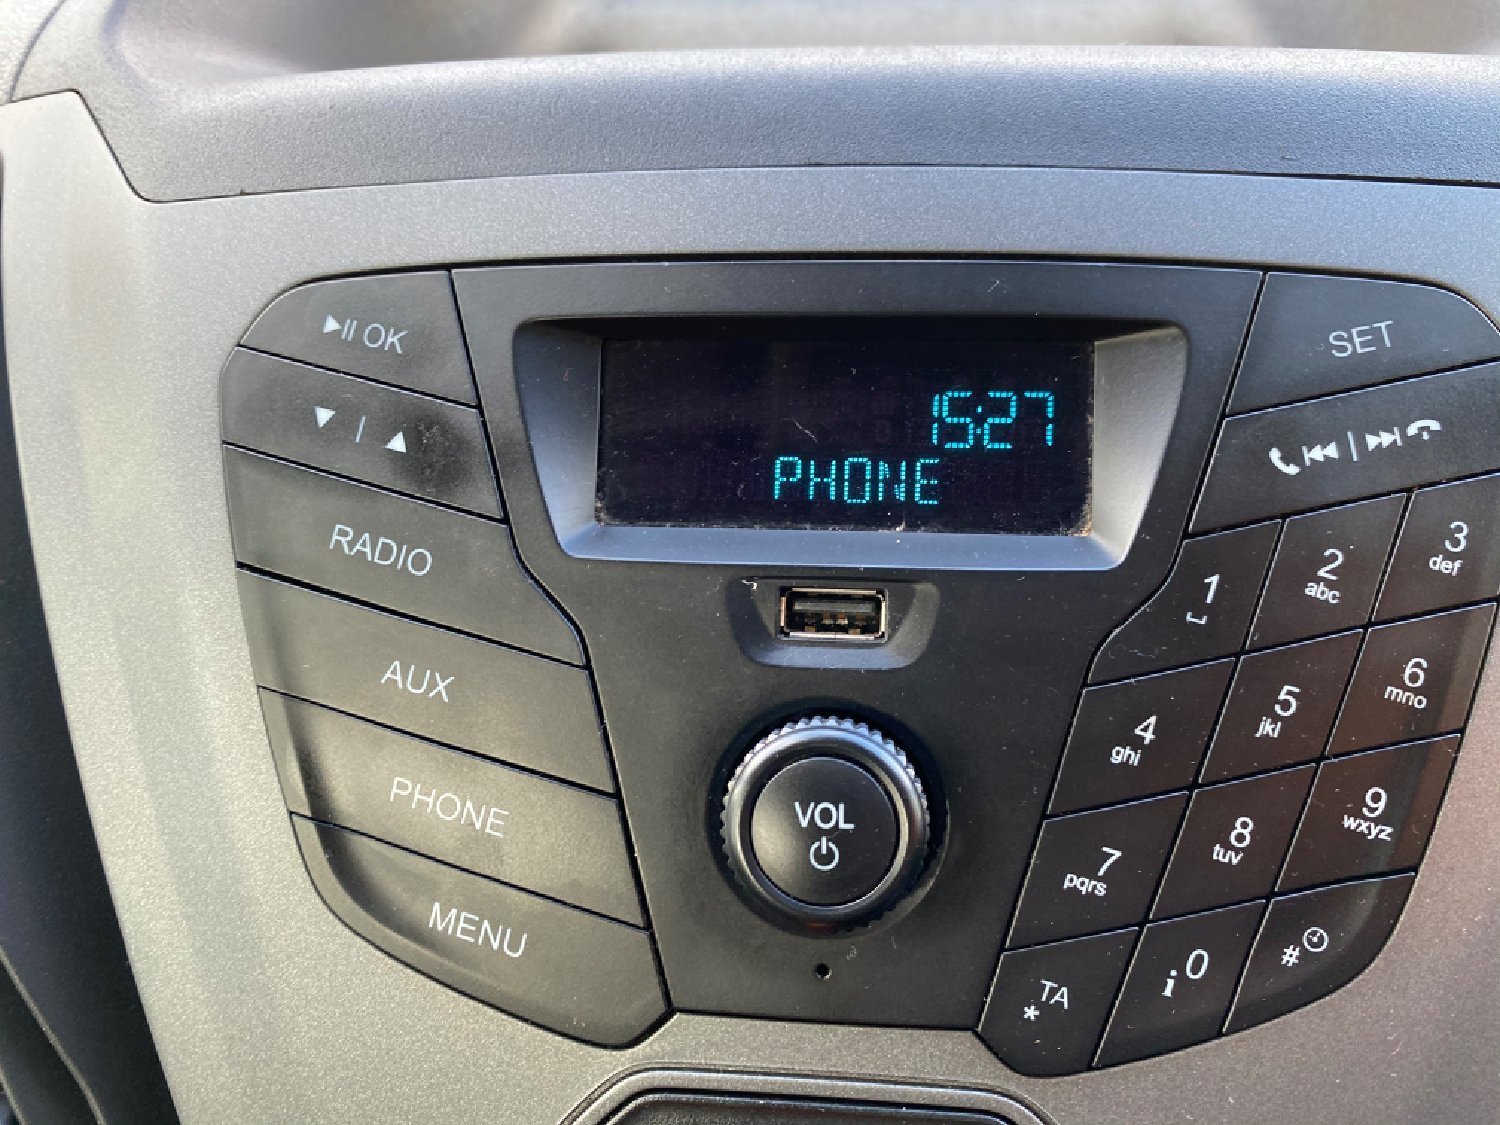 ▶II OK
▼ | ▲
RADIO
AUX
PHONE
MENU
15:27
PHONE
VOL
SET
1
2
abc
3
def
4
ghi
5
jkl
6
mno
7
pqrs
8
tuv
9
wxyz
TA
*
i 0
#